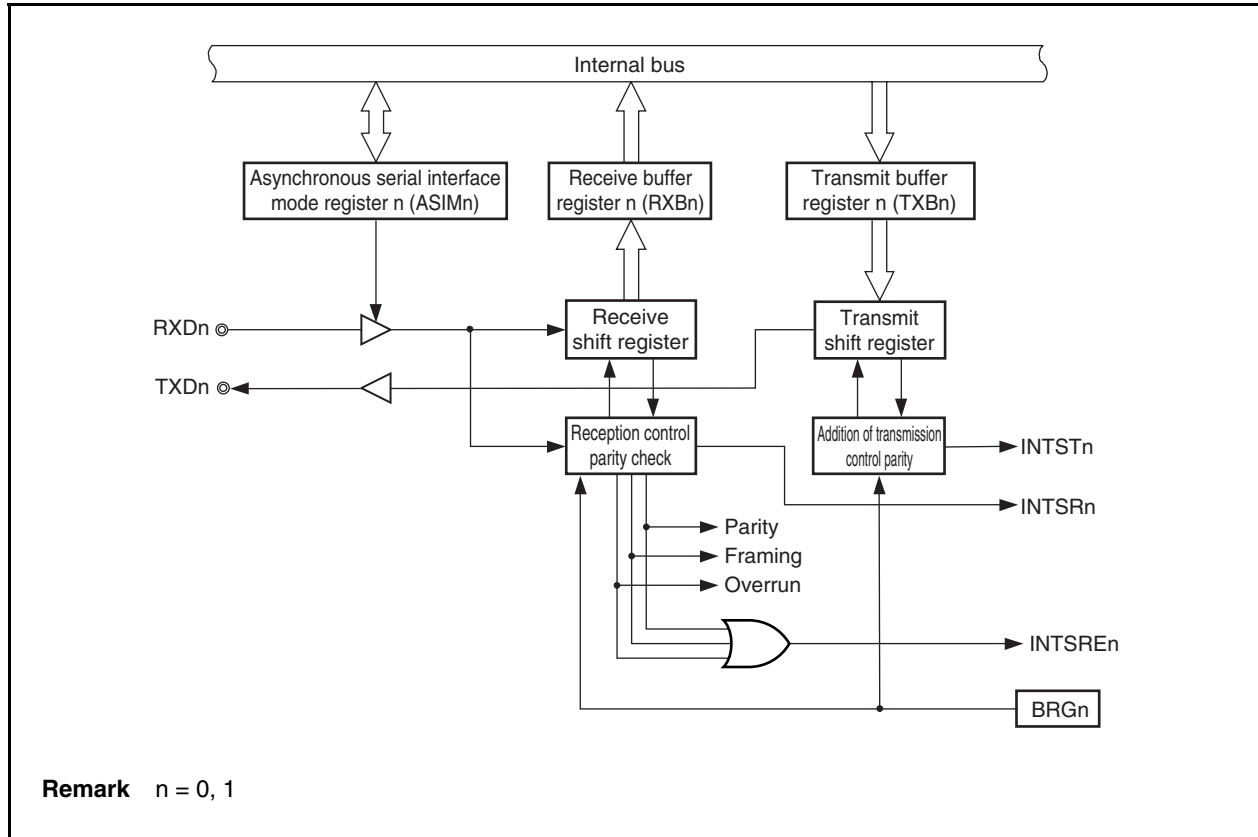 Internal bus
Asynchronous serial interface
mode register n (ASIMn)
Receive buffer
register n (RXBn)
Transmit buffer
register n (TXBn)
RXDn
Receive
shift register
Transmit
shift register
TXDn
Reception control
parity check
Addition of transmission
control parity
INTSTn
INTSRn
Parity
Framing
Overrun
INTSREn
BRGn
Remark n = 0, 1